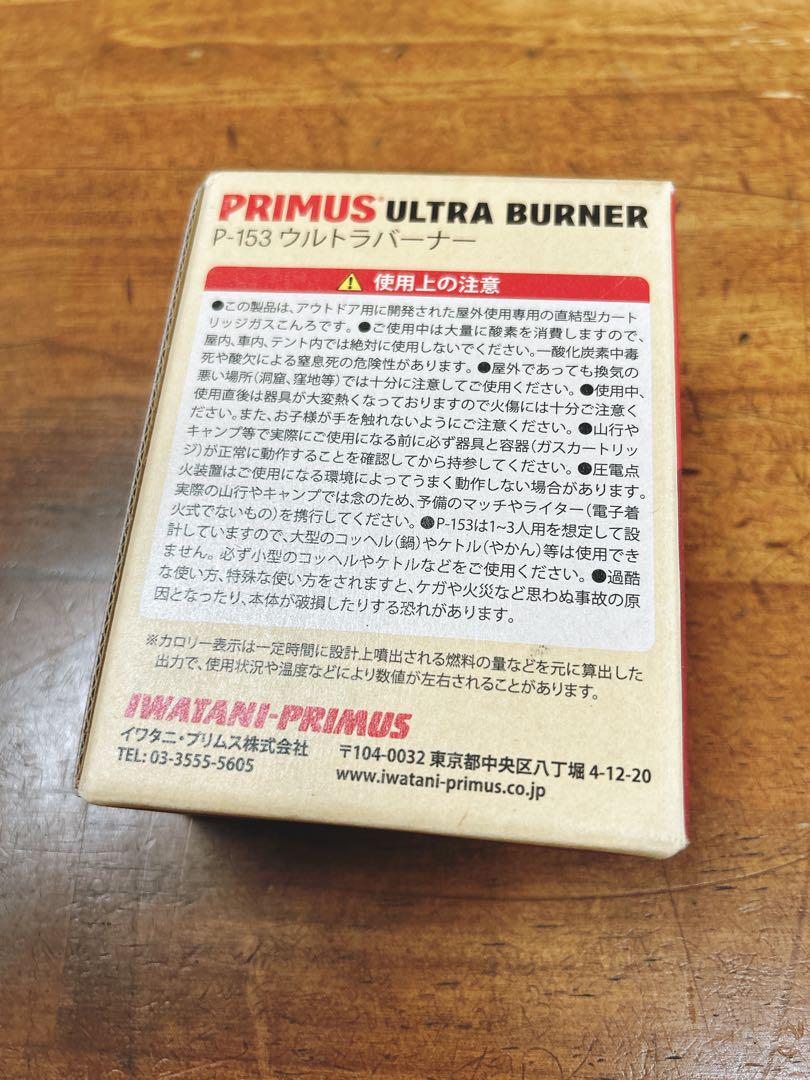 PRIMUS® ULTRA BURNER
P-153 ウルトラバーナー
使用上の注意
●この製品は、アウトドア用に開発された屋外使用専用の直結型カート
リッジガスこんろです。●ご使用中は大量に酸素を消費しますので、
屋内、車内、テント内では絶対に使用しないでください。一酸化炭素中毒
死や酸欠による窒息死の危険性があります。●屋外であっても換気の
悪い場所(洞窟、窪地等)では十分に注意してご使用ください。●使用中、
使用直後は器具が大変熱くなっておりますので火傷には十分ご注意く
ださい。また、お子様が手を触れないようにご注意ください。●山行や
キャンプ等で実際にご使用になる前に必ず器具と容器(ガスカートリッ
ジ)が正常に動作することを確認してから持参してください。●圧電点
火装置はご使用になる環境によってうまく動作しない場合があります。
実際の山行やキャンプでは念のため、予備のマッチやライター(電子着
火式でないもの)を携行してください。●P-153は1~3人用を想定して設
計していますので、大型のコッヘル(鍋)やケトル(やかん)等は使用でき
ません。必ず小型のコッヘルやケトルなどをご使用ください。●過酷
な使い方、特殊な使い方をされますと、ケガや火災など思わぬ事故の原
因となったり、本体が破損したりする恐れがあります。
※カロリー表示は一定時間に設計上噴出される燃料の量などを元に算出した
出力で、使用状況や温度などにより数値が左右されることがあります。
IWATANI-PRIMUS
イワタニ・プリムス株式会社 〒104-0032 東京都中央区八丁堀 4-12-20
TEL: 03-3555-5605 www.iwatani-primus.co.jp